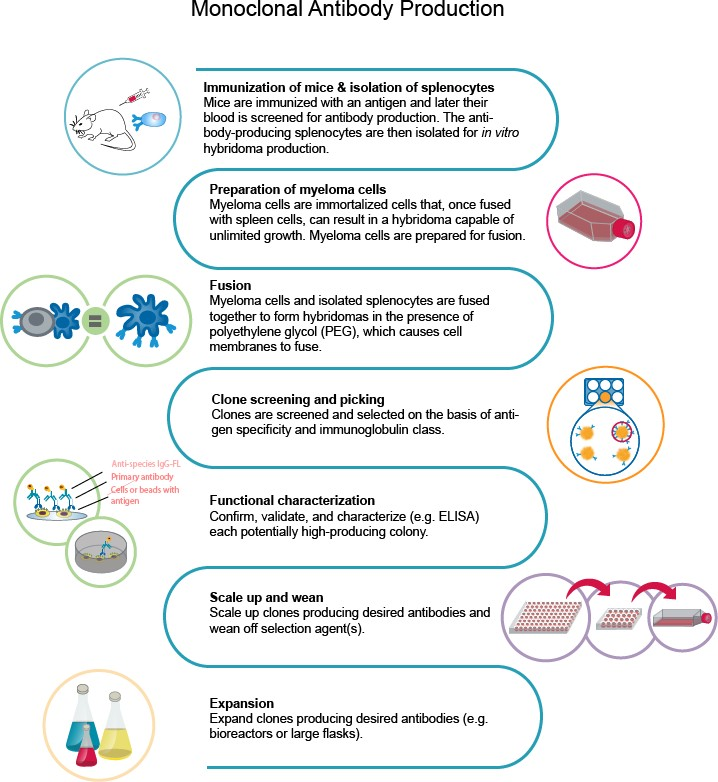 Monoclonal Antibody Production
Immunization of mice & isolation of splenocytes
Mice are immunized with an antigen and later their
blood is screened for antibody production. The anti-
body-producing splenocytes are then isolated for in vitro
hybridoma production.
Preparation of myeloma cells
Myeloma cells are immortalized cells that, once fused
with spleen cells, can result in a hybridoma capable of
unlimited growth. Myeloma cells are prepared for fusion.
Fusion
Myeloma cells and isolated splenocytes are fused
together to form hybridomas in the presence of
polyethylene glycol (PEG), which causes cell
membranes to fuse.
Clone screening and picking
Clones are screened and selected on the basis of anti-
gen specificity and immunoglobulin class.
Anti-species IgG-FL
Primary antibody
Cells or beads with
antigen
Functional characterization
Confirm, validate, and characterize (e.g. ELISA)
each potentially high-producing colony.
Scale up and wean
Scale up clones producing desired antibodies and
wean off selection agent(s).
Expansion
Expand clones producing desired antibodies (e.g.
bioreactors or large flasks).